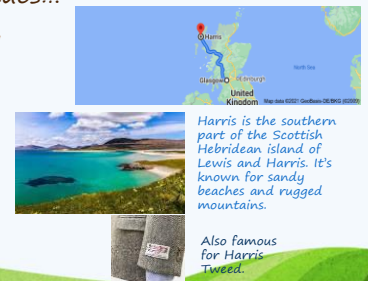 Harris
Glasgow
Edinburgh
North Sea
United
Kingdom
Map data ©2021 GeoBasis-DE/BKG (©2009)
Harris is the southern
part of the Scottish
Hebridean island of
Lewis and Harris. It's
known for sandy
beaches and rugged
mountains.
Also famous
for Harris
Tweed.